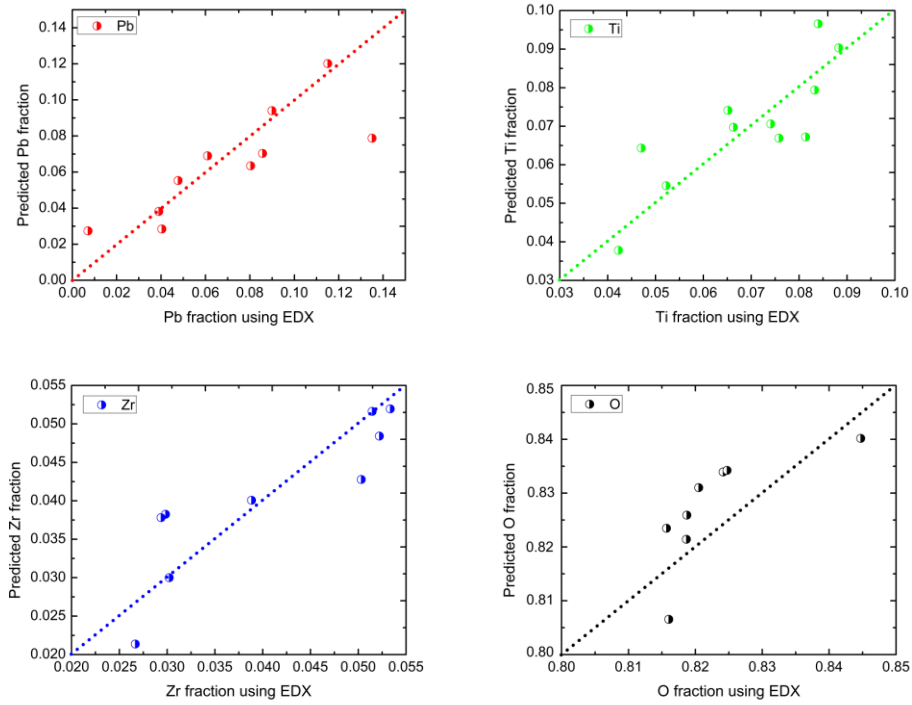 Pb
0.14
0.12
0.10
0.08
0.06
0.04
0.02
0.00
Predicted Pb fraction
0.00 0.02 0.04 0.06 0.08 0.10 0.12 0.14
Pb fraction using EDX
Ti
0.10
0.09
0.08
0.07
0.06
0.05
0.04
0.03
Predicted Ti fraction
0.03 0.04 0.05 0.06 0.07 0.08 0.09 0.10
Ti fraction using EDX
Zr
0.055
0.050
0.045
0.040
0.035
0.030
0.025
0.020
Predicted Zr fraction
0.020 0.025 0.030 0.035 0.040 0.045 0.050 0.055
Zr fraction using EDX
O
0.85
0.84
0.83
0.82
0.81
0.80
Predicted O fraction
0.80 0.81 0.82 0.83 0.84 0.85
O fraction using EDX